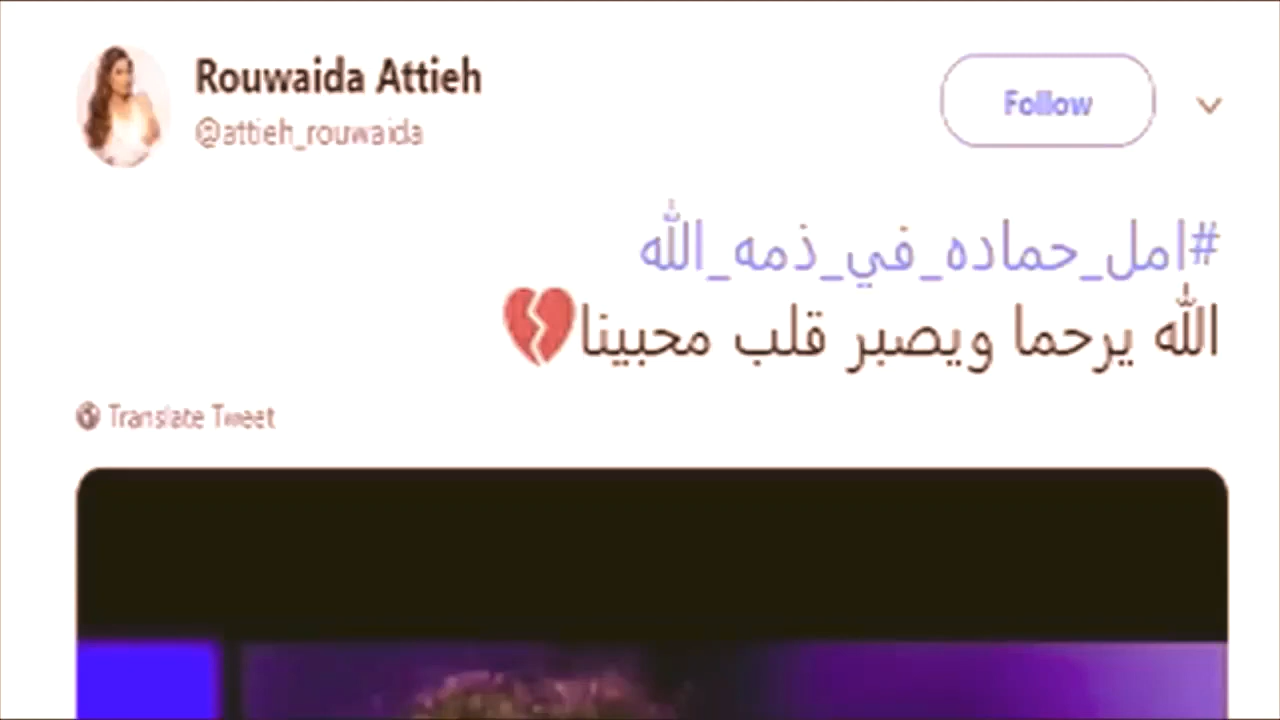 Rouwaida Attieh
@attieh_rouwaida
Follow
#امل_حماده_في_ذمه_الله
الله يرحما ويصبر قلب محبينا💔
Translate Tweet